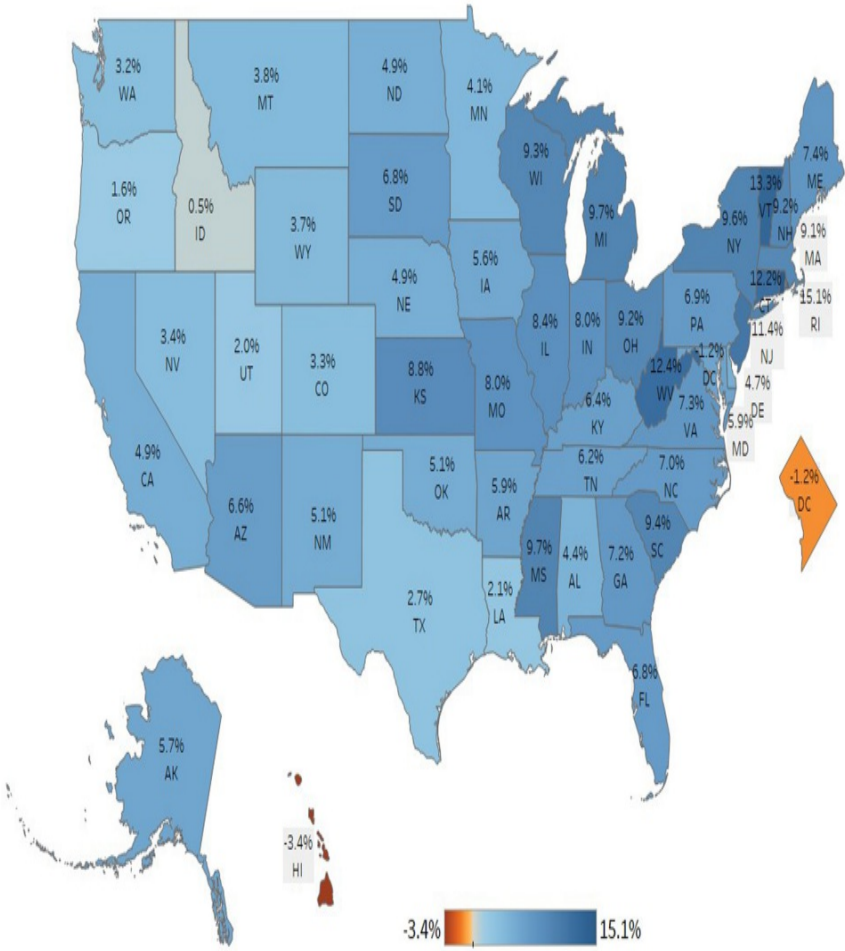 3.2%
WA
3.8%
MT
4.9%
ND
4.1%
MN
9.3%
WI
9.7%
MI
7.4%
ME
13.3%
VT
9.2%
NH
9.6%
NY
9.1%
MA
1.6%
OR
0.5%
ID
6.8%
SD
3.7%
WY
5.6%
IA
12.2%
CT
15.1%
RI
6.9%
PA
11.4%
NJ
4.9%
NE
3.4%
NV
2.0%
UT
3.3%
CO
8.8%
KS
8.0%
MO
8.4%
IL
8.0%
IN
9.2%
OH
12.4%
WV
-1.2%
DC
4.7%
DE
7.3%
VA
5.9%
MD
6.4%
KY
4.9%
CA
6.6%
AZ
5.1%
NM
5.1%
OK
5.9%
AR
6.2%
TN
7.0%
NC
-1.2%
DC
2.7%
TX
2.1%
LA
9.7%
MS
4.4%
AL
7.2%
GA
9.4%
SC
6.8%
FL
5.7%
AK
-3.4%
HI
-3.4%
15.1%